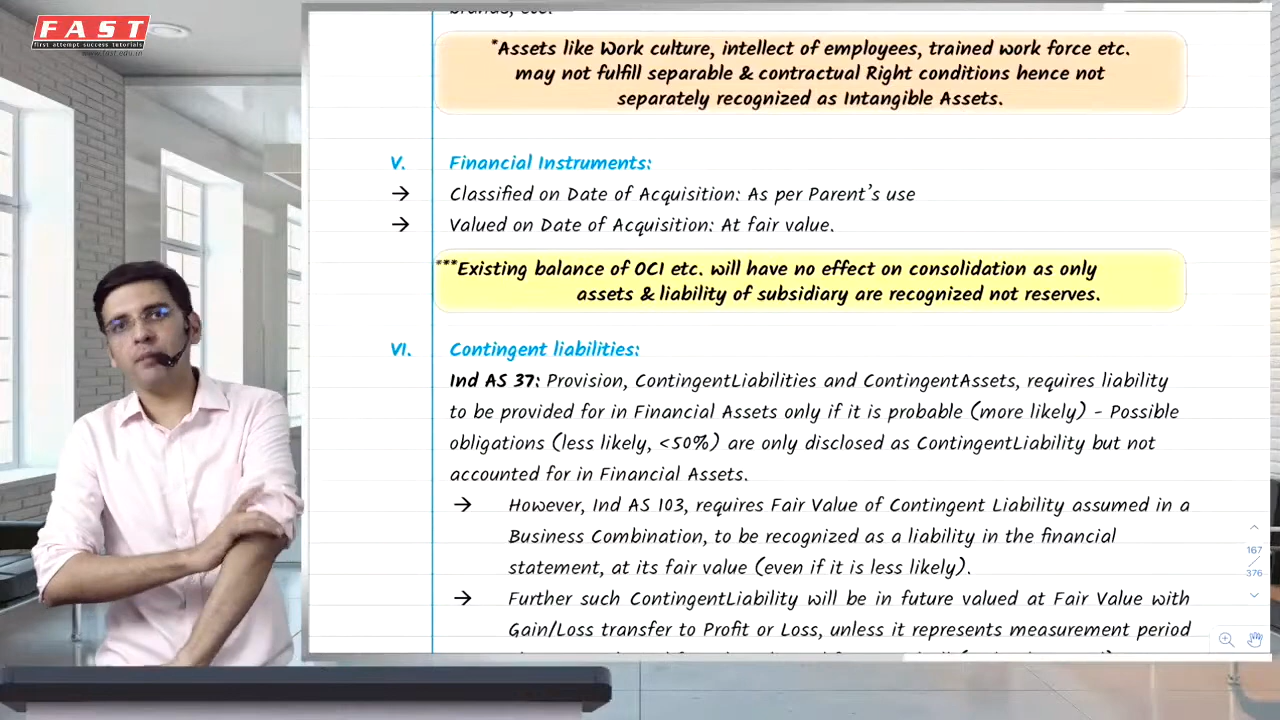 FAST
first attempt success tutorials
www.fast.edu.in
brands, etc.
*Assets like Work culture, intellect of employees, trained work force etc.
may not fulfill separable & contractual Right conditions hence not
separately recognized as Intangible Assets.
V. Financial Instruments:
→ Classified on Date of Acquisition: As per Parent's use
→ Valued on Date of Acquisition: At fair value.
***Existing balance of OCI etc. will have no effect on consolidation as only
assets & liability of subsidiary are recognized not reserves.
VI. Contingent liabilities:
Ind AS 37: Provision, ContingentLiabilities and ContingentAssets, requires liability
to be provided for in Financial Assets only if it is probable (more likely) - Possible
obligations (less likely, <50%) are only disclosed as ContingentLiability but not
accounted for in Financial Assets.
→ However, Ind AS 103, requires Fair Value of Contingent Liability assumed in a
Business Combination, to be recognized as a liability in the financial
statement, at its fair value (even if it is less likely).
→ Further such ContingentLiability will be in future valued at Fair Value with
Gain/Loss transfer to Profit or Loss, unless it represents measurement period
167
376